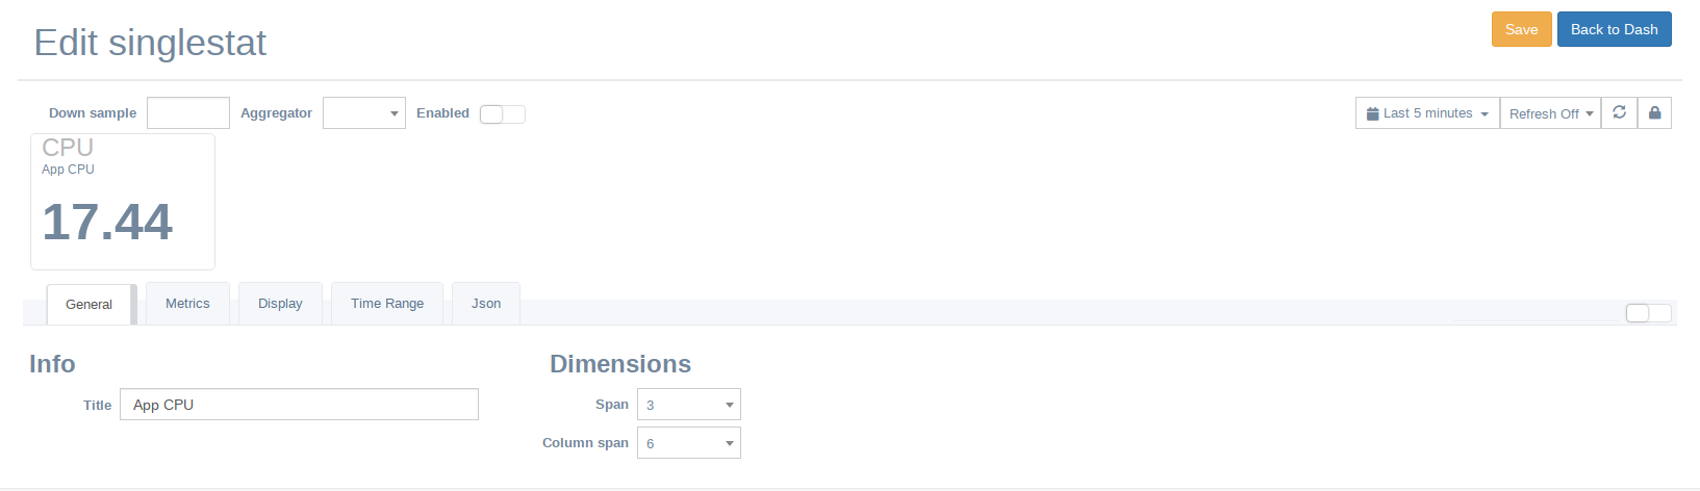 Edit singlestat
Save Back to Dash
Down sample Aggregator Enabled Last 5 minutes Refresh Off
CPU
App CPU
17.44
General Metrics Display Time Range Json
Info Dimensions
Title App CPU Span 3
Column span 6